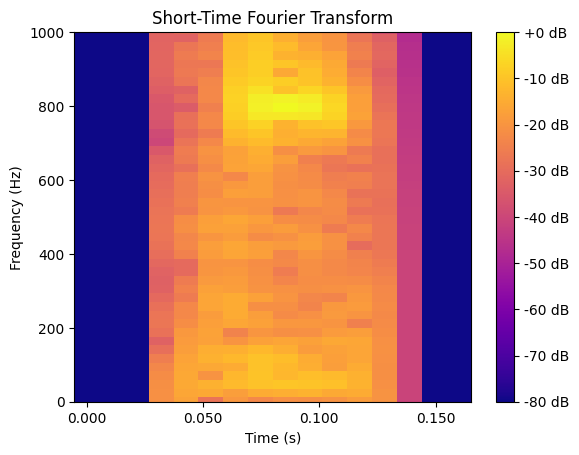 Short-Time Fourier Transform
Frequency (Hz)
1000
800
600
400
200
0
0.000
0.050
0.100
0.150
Time (s)
+0 dB
-10 dB
-20 dB
-30 dB
-40 dB
-50 dB
-60 dB
-70 dB
-80 dB